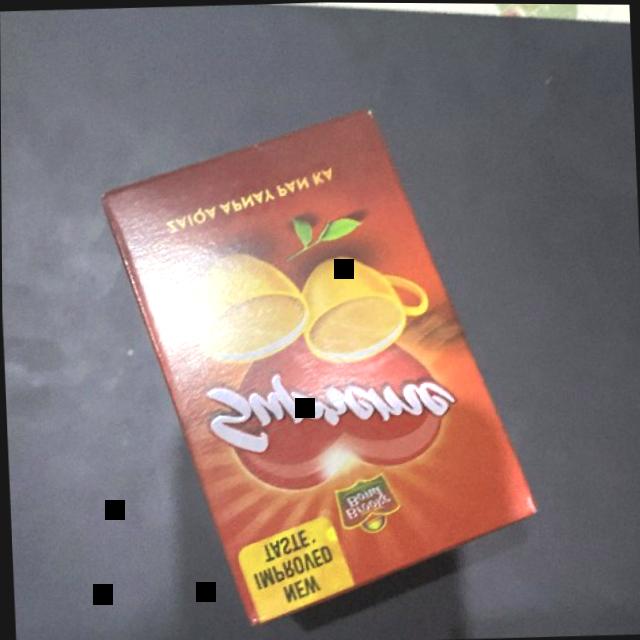 NEW
IMPROVED
TASTE.
Brooke
Bond
Supreme
ZAIQA APNAY PAN KA